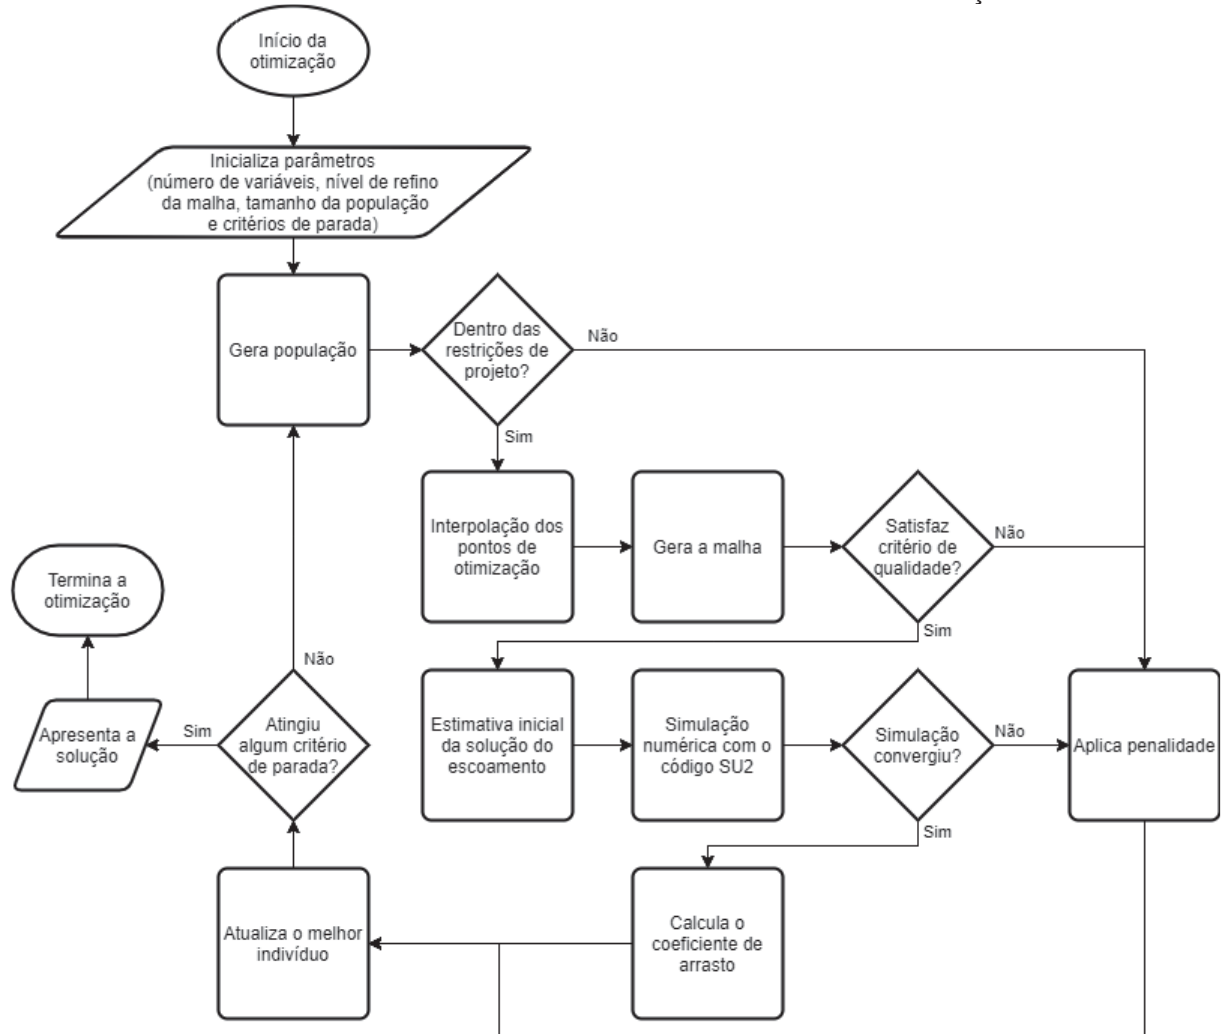 Início da
otimização
Inicializa parâmetros
(número de variáveis, nível de refino
da malha, tamanho da população
e critérios de parada)
Gera população
Dentro das
restrições de
projeto?
Não
Sim
Interpolação dos
pontos de
otimização
Gera a malha
Satisfaz
critério de
qualidade?
Não
Sim
Termina a
otimização
Não
Apresenta a
solução
Sim
Atingiu
algum critério
de parada?
Estimativa inicial
da solução do
escoamento
Simulação
numérica com o
código SU2
Simulação
convergiu?
Não
Aplica penalidade
Sim
Atualiza o melhor
indivíduo
Calcula o
coeficiente de
arrasto